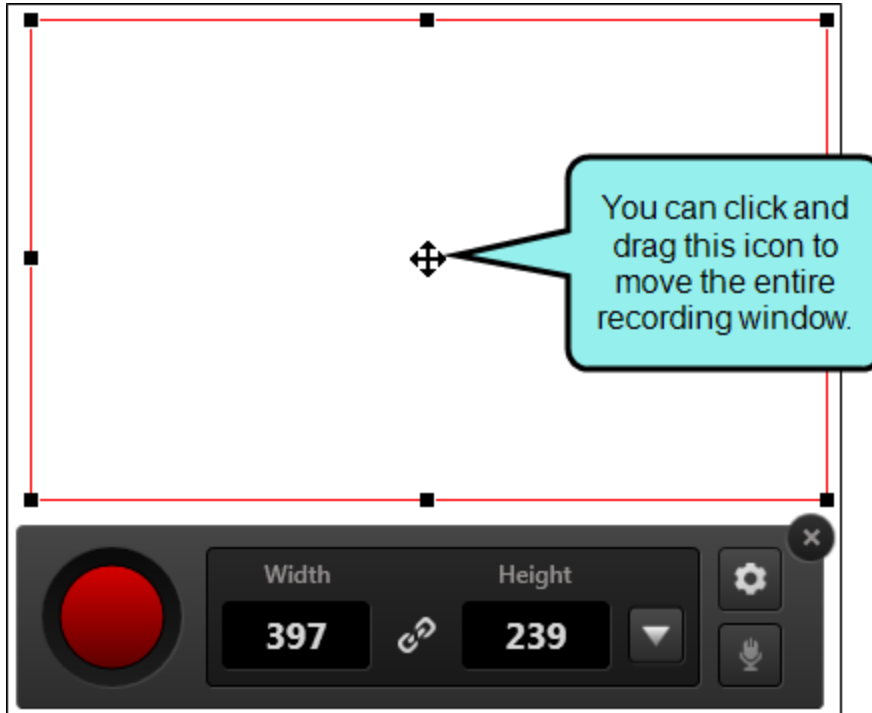 You can click and
drag this icon to
move the entire
recording window.
Width Height
397 239